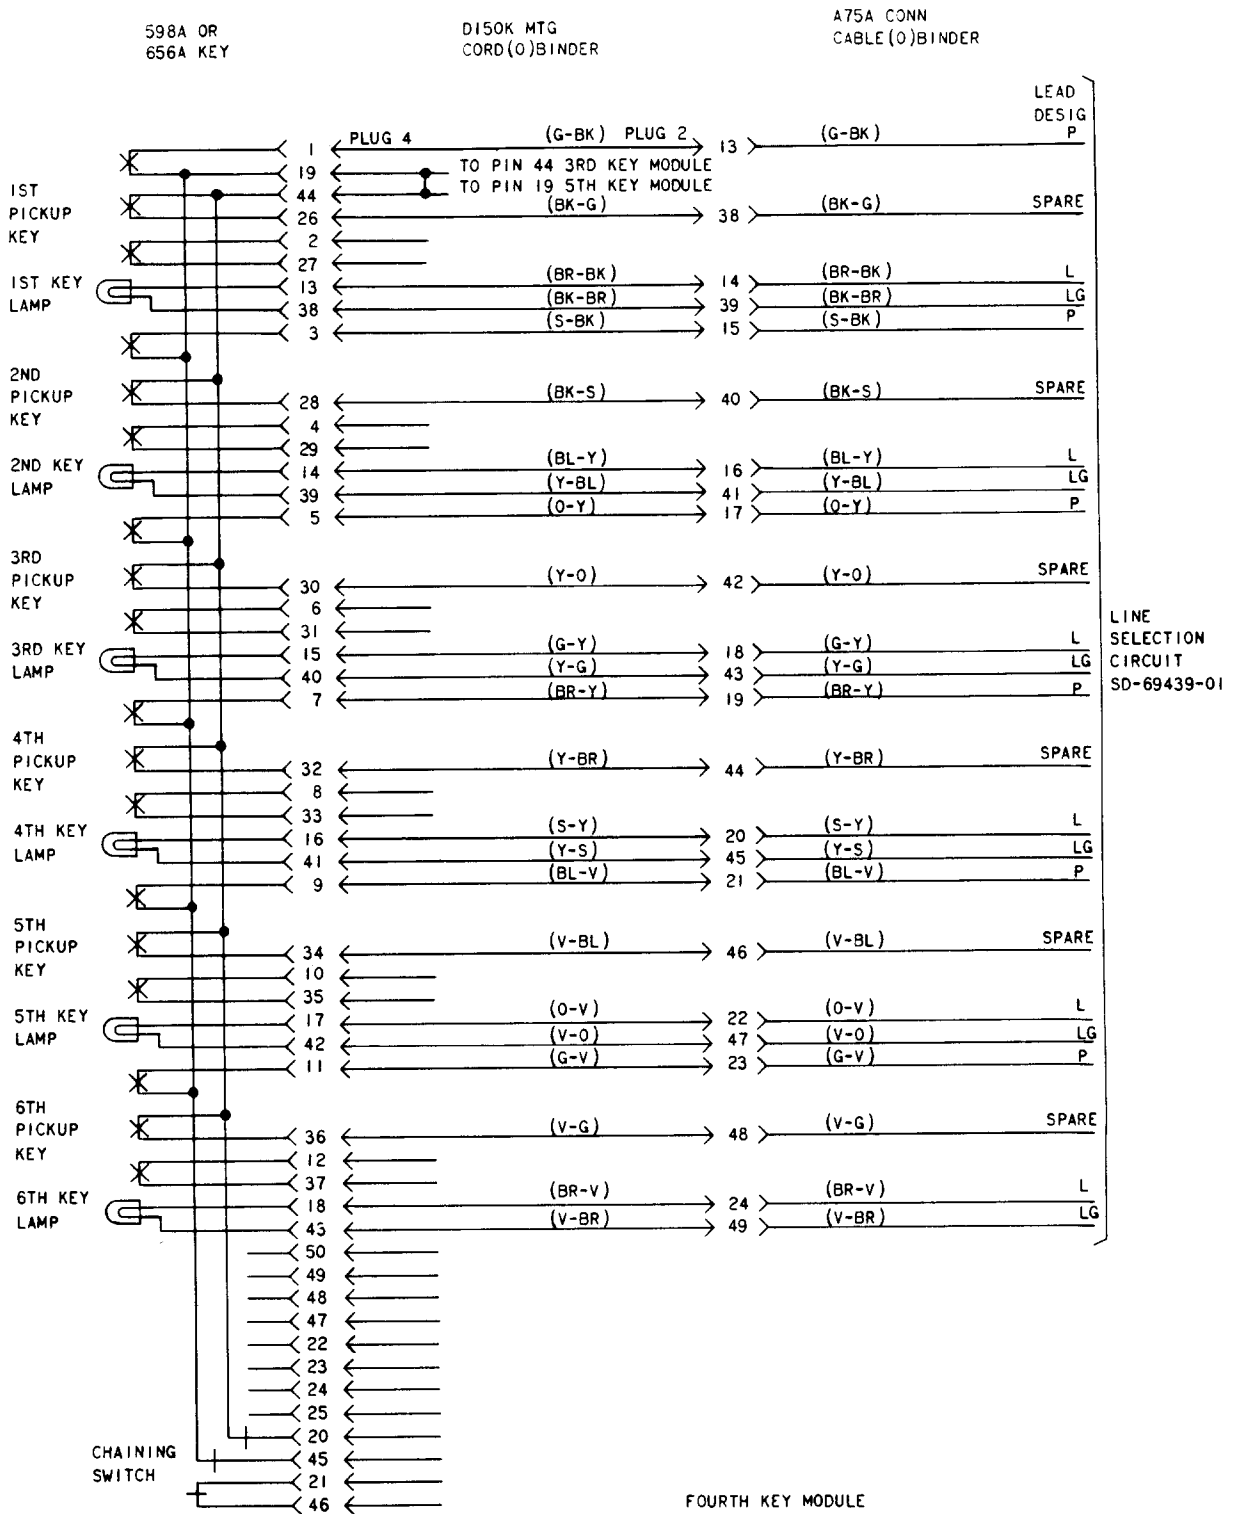 598A OR
656A KEY
D150K MTG
CORD(O)BINDER
A75A CONN
CABLE(O)BINDER
LEAD
DESIG
1 PLUG 4 (G-BK) PLUG 2 13 (G-BK) P
19 TO PIN 44 3RD KEY MODULE
44 TO PIN 19 5TH KEY MODULE
1ST
PICKUP
KEY
26 (BK-G) 38 (BK-G) SPARE
2
27
1ST KEY
LAMP
13 (BR-BK) 14 (BR-BK) L
38 (BK-BR) 39 (BK-BR) LG
3 (S-BK) 15 (S-BK) P
2ND
PICKUP
KEY
28 (BK-S) 40 (BK-S) SPARE
4
29
2ND KEY
LAMP
14 (BL-Y) 16 (BL-Y) L
39 (Y-BL) 41 (Y-BL) LG
5 (O-Y) 17 (O-Y) P
3RD
PICKUP
KEY
30 (Y-O) 42 (Y-O) SPARE
6
31
3RD KEY
LAMP
15 (G-Y) 18 (G-Y) L
40 (Y-G) 43 (Y-G) LG
7 (BR-Y) 19 (BR-Y) P
LINE
SELECTION
CIRCUIT
SD-69439-01
4TH
PICKUP
KEY
32 (Y-BR) 44 (Y-BR) SPARE
8
33
4TH KEY
LAMP
16 (S-Y) 20 (S-Y) L
41 (Y-S) 45 (Y-S) LG
9 (BL-V) 21 (BL-V) P
5TH
PICKUP
KEY
34 (V-BL) 46 (V-BL) SPARE
10
35
5TH KEY
LAMP
17 (O-V) 22 (O-V) L
42 (V-O) 47 (V-O) LG
11 (G-V) 23 (G-V) P
6TH
PICKUP
KEY
36 (V-G) 48 (V-G) SPARE
12
37
6TH KEY
LAMP
18 (BR-V) 24 (BR-V) L
43 (V-BR) 49 (V-BR) LG
50
49
48
47
22
23
24
25
20
CHAINING
SWITCH
45
21
46
FOURTH KEY MODULE